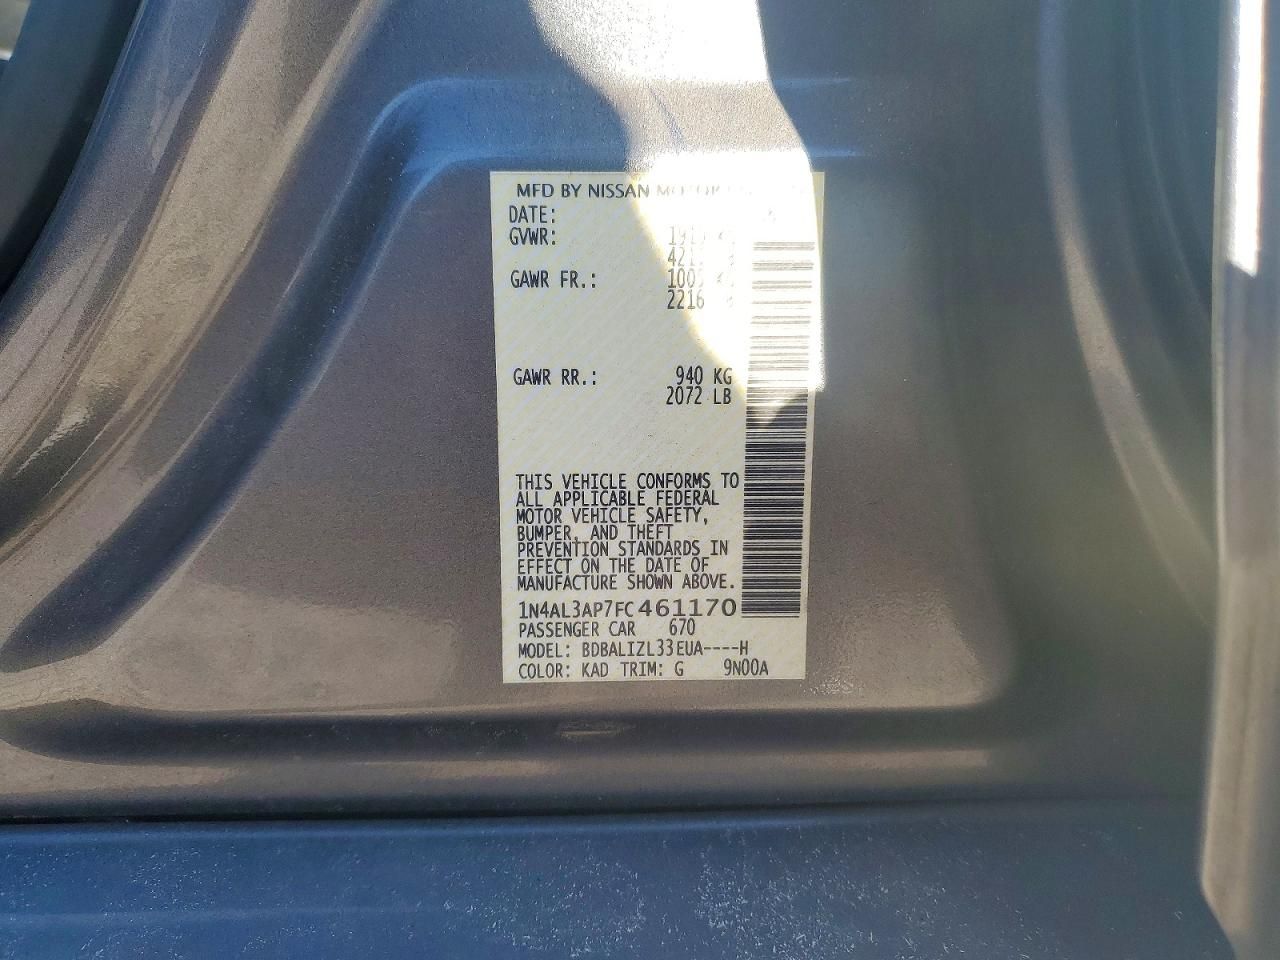 MFD BY NISSAN MOTOR
DATE:
GVWR: KG
GAWR FR.:
2216
GAWR RR.: 940 KG
2072 LB
THIS VEHICLE CONFORMS TO
ALL APPLICABLE FEDERAL
MOTOR VEHICLE SAFETY,
BUMPER, AND THEFT
PREVENTION STANDARDS IN
EFFECT ON THE DATE OF
MANUFACTURE SHOWN ABOVE.
1N4AL3AP7FC461170
PASSENGER CAR 670
MODEL: BDBALIZL33EUA----H
COLOR: KAD TRIM: G 9N00A